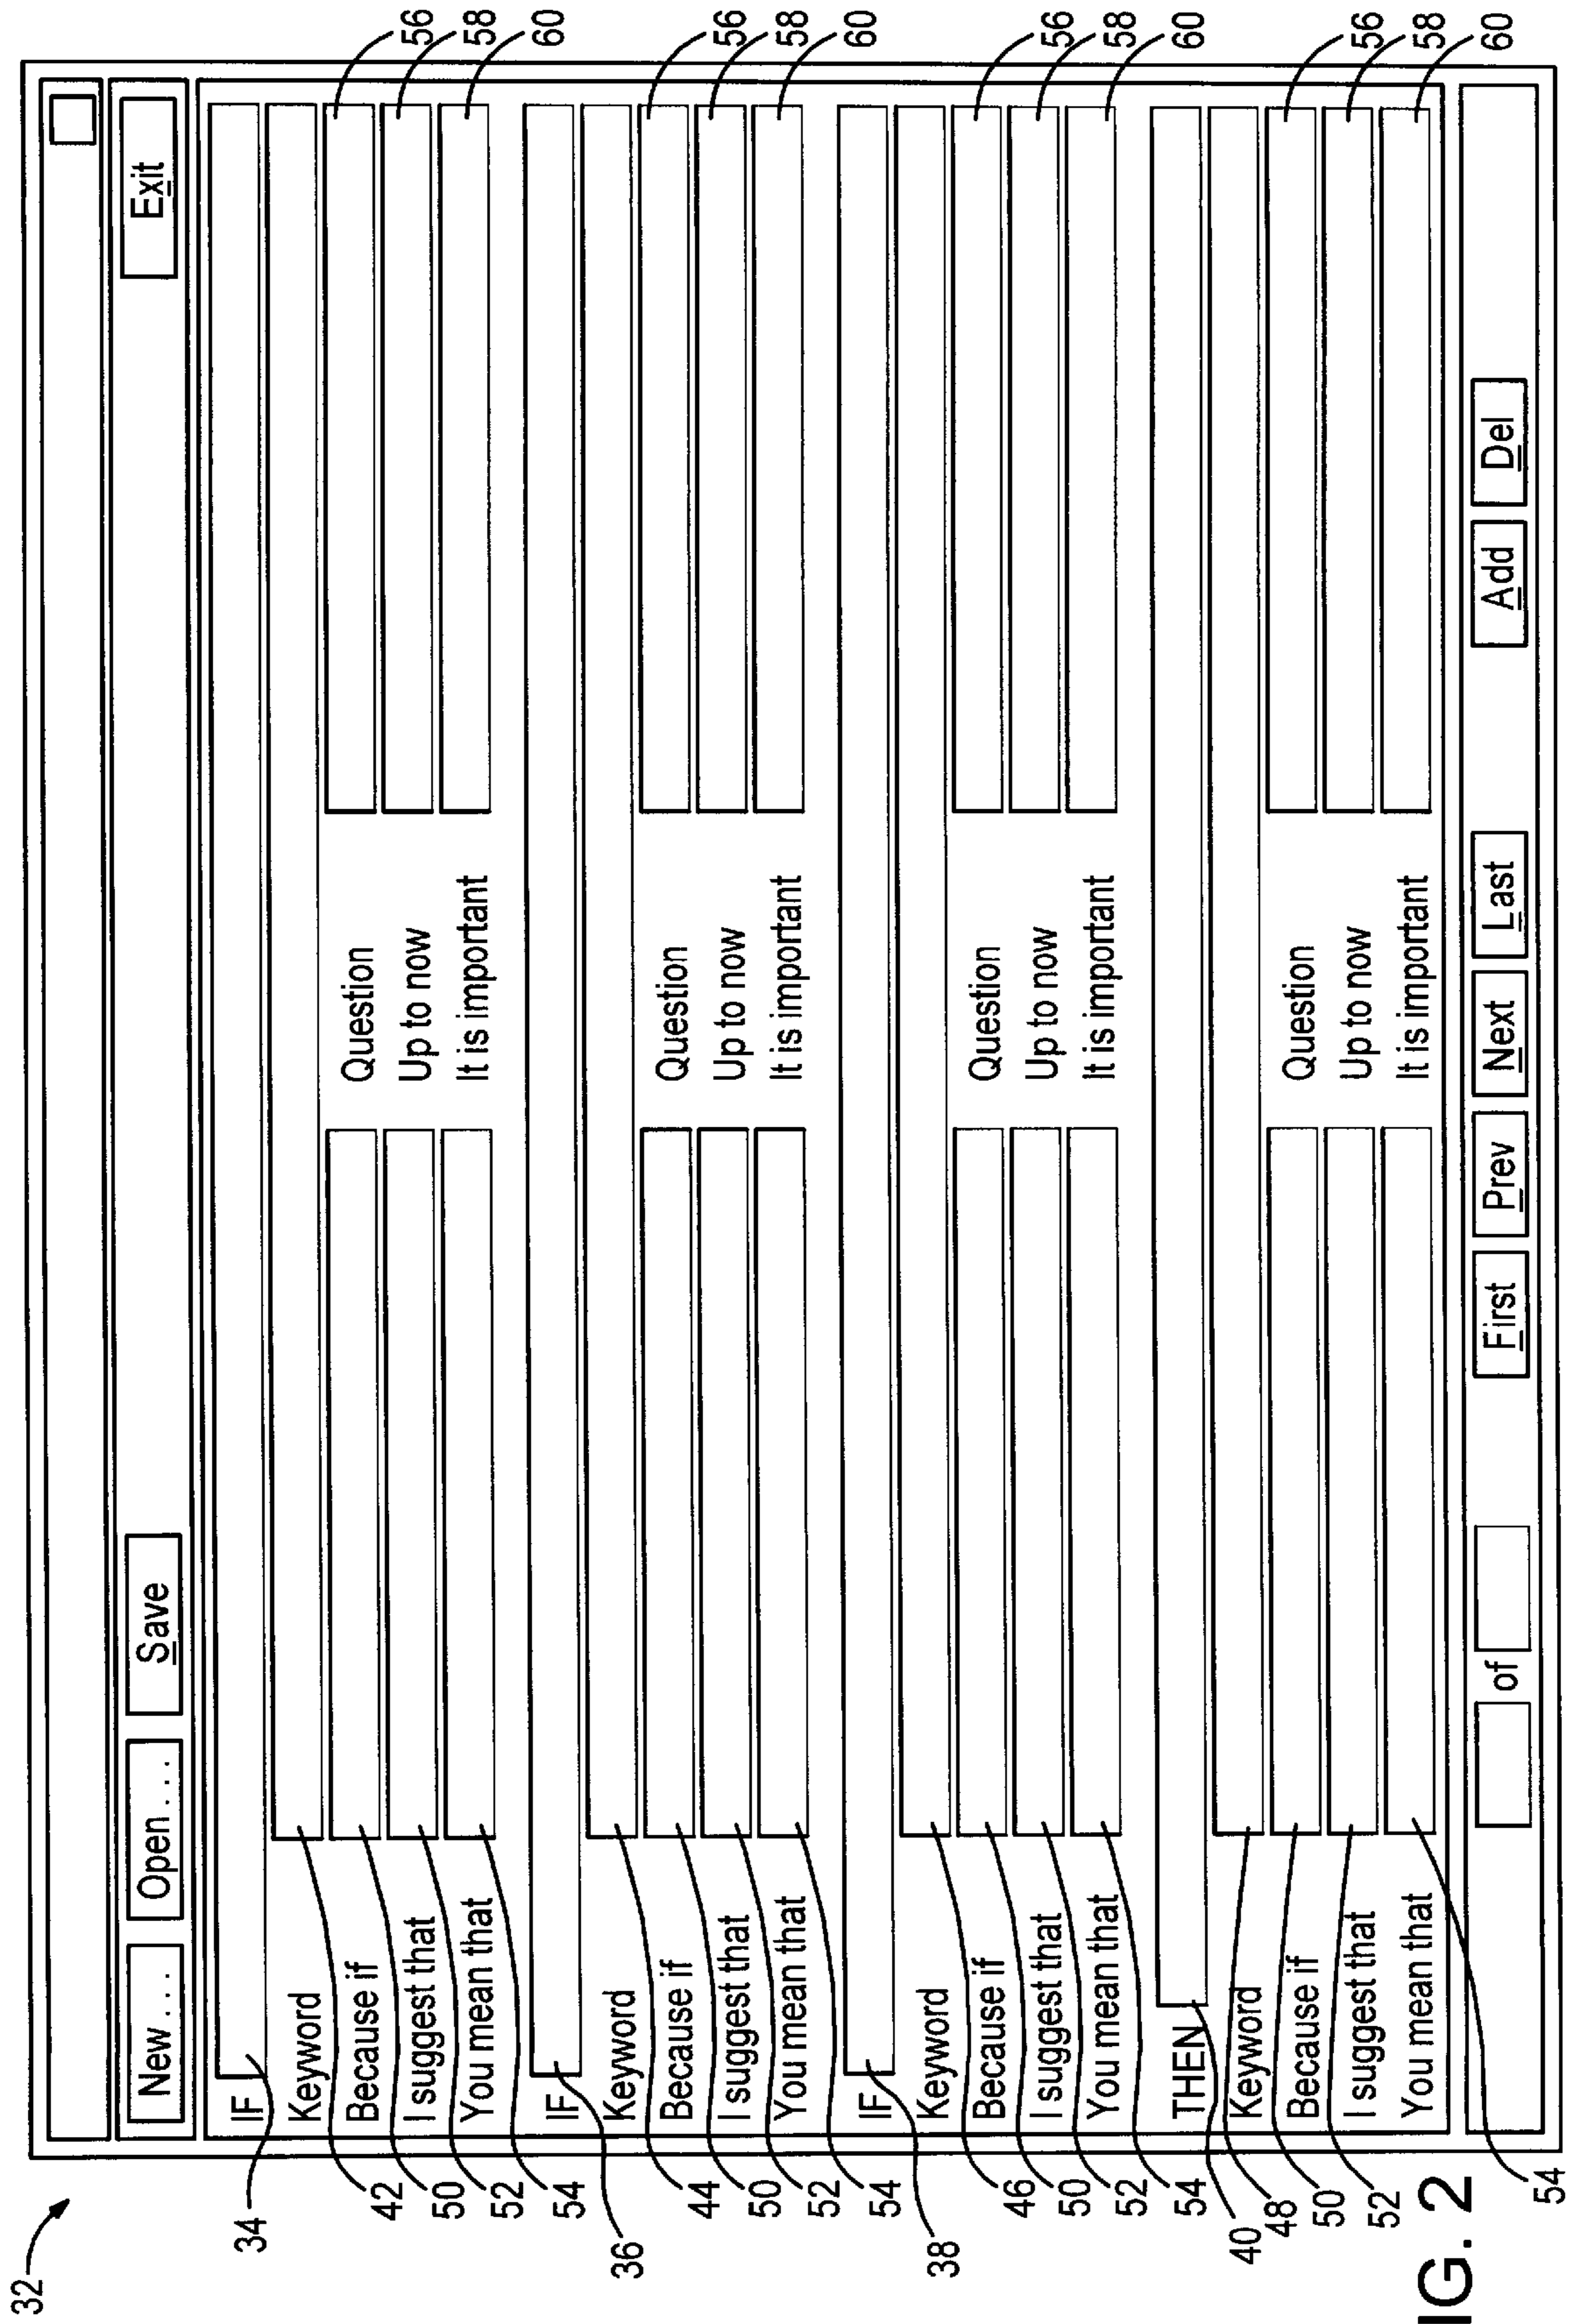 32
New . . . Open . . . Save Exit
34 IF
42 Keyword
50 Because if Question 56
52 I suggest that Up to now 58
54 You mean that It is important 60
36 IF
44 Keyword
50 Because if Question 56
52 I suggest that Up to now 58
54 You mean that It is important 60
38 IF
46 Keyword
50 Because if Question 56
52 I suggest that Up to now 58
54 You mean that It is important 60
40 THEN
48 Keyword
50 Because if Question 56
52 I suggest that Up to now 58
54 You mean that It is important 60
of First Prev Next Last Add Del
IG. 2